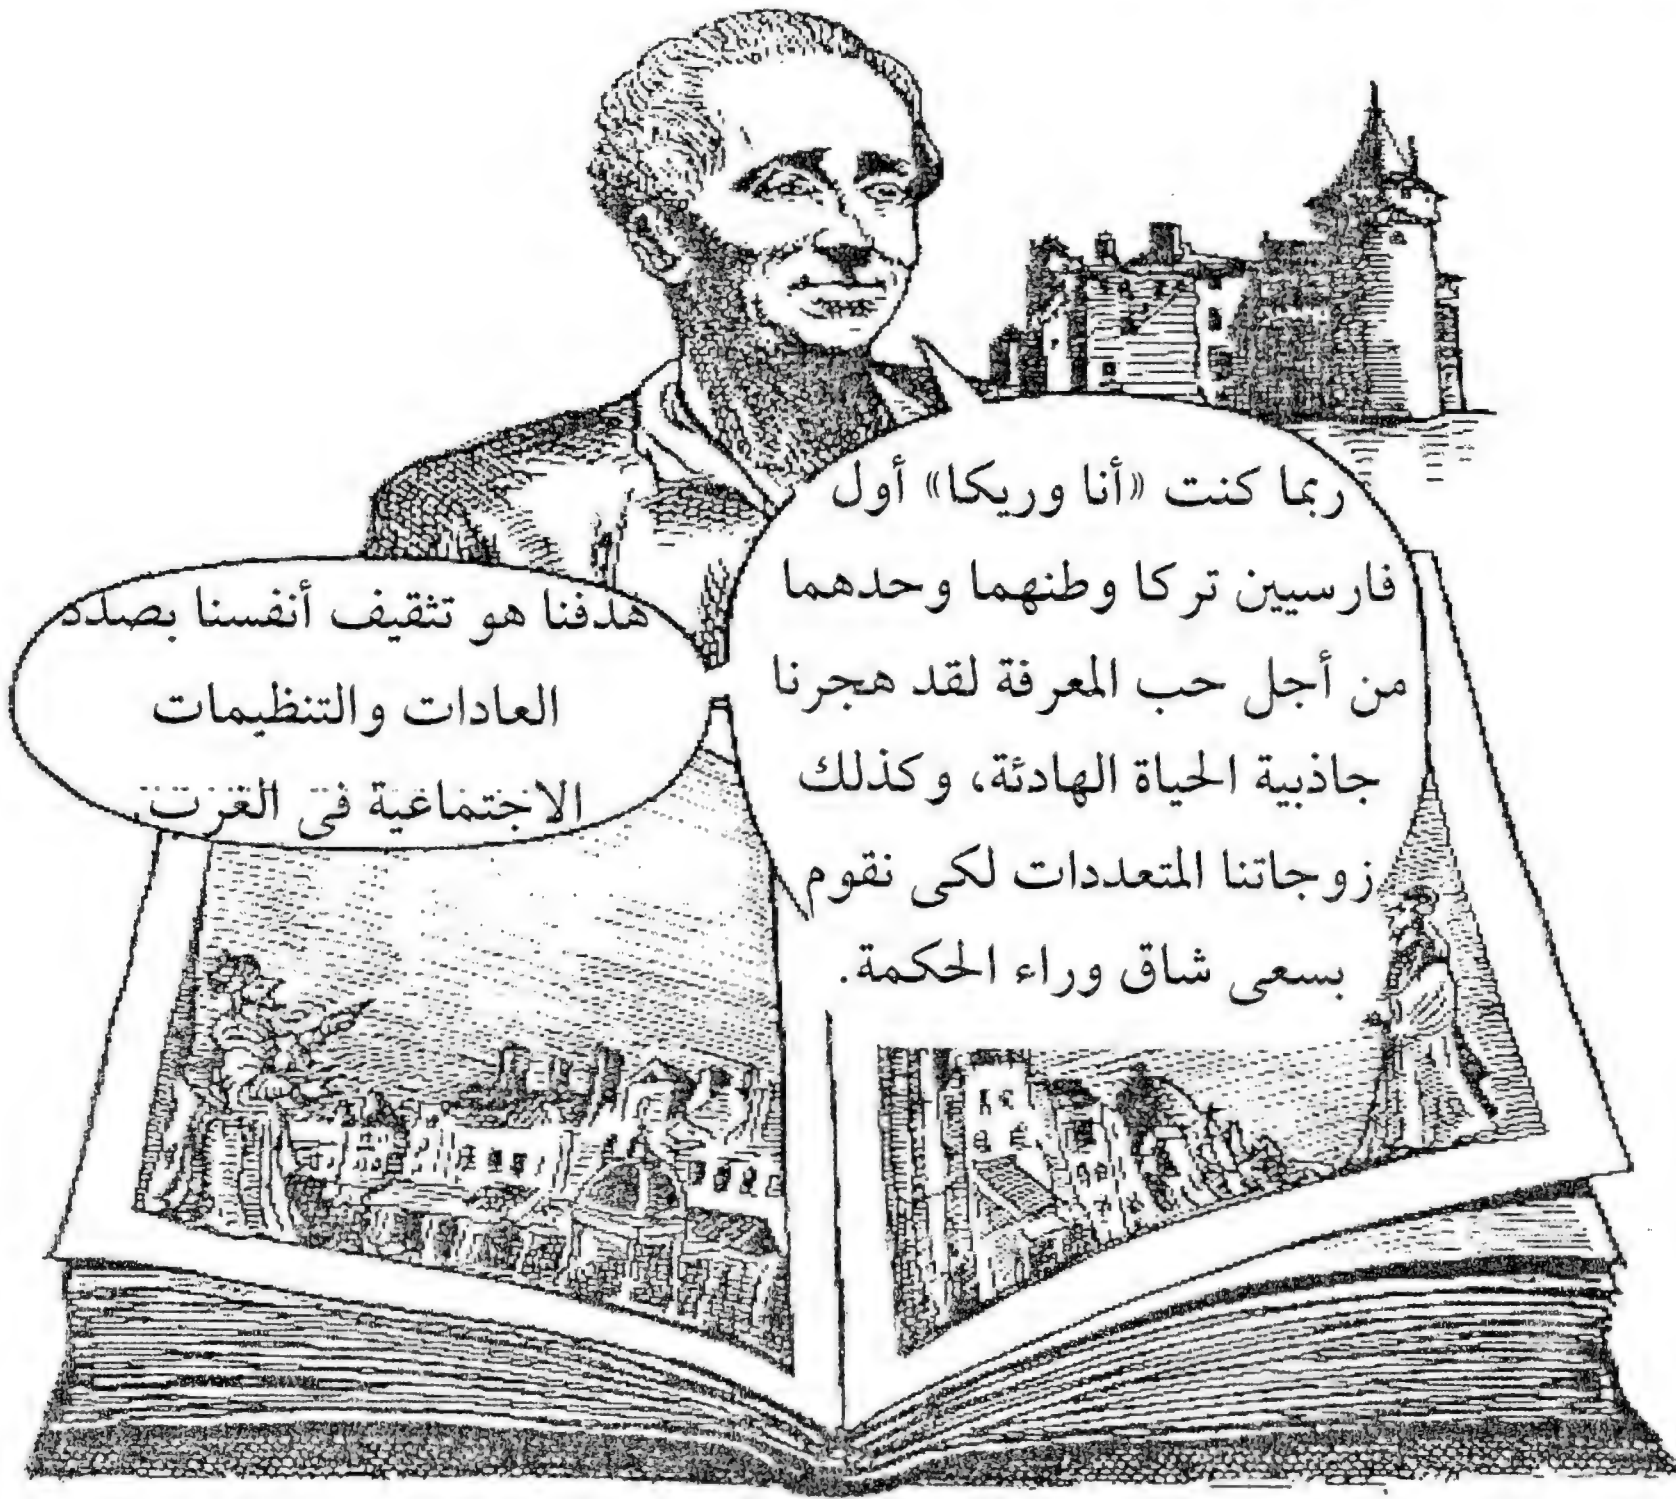 ربما كنت «أنا وريكا» أول
فارسيين تركا وطنهما وحدهما
من أجل حب المعرفة لقد هجرنا
جاذبية الحياة الهادئة، وكذلك
زوجاتنا المتعددات لكى نقوم
بسعى شاق وراء الحكمة.
هدفنا هو تثقيف أنفسنا بصدد
العادات والتنظيمات
الاجتماعية فى الغرب